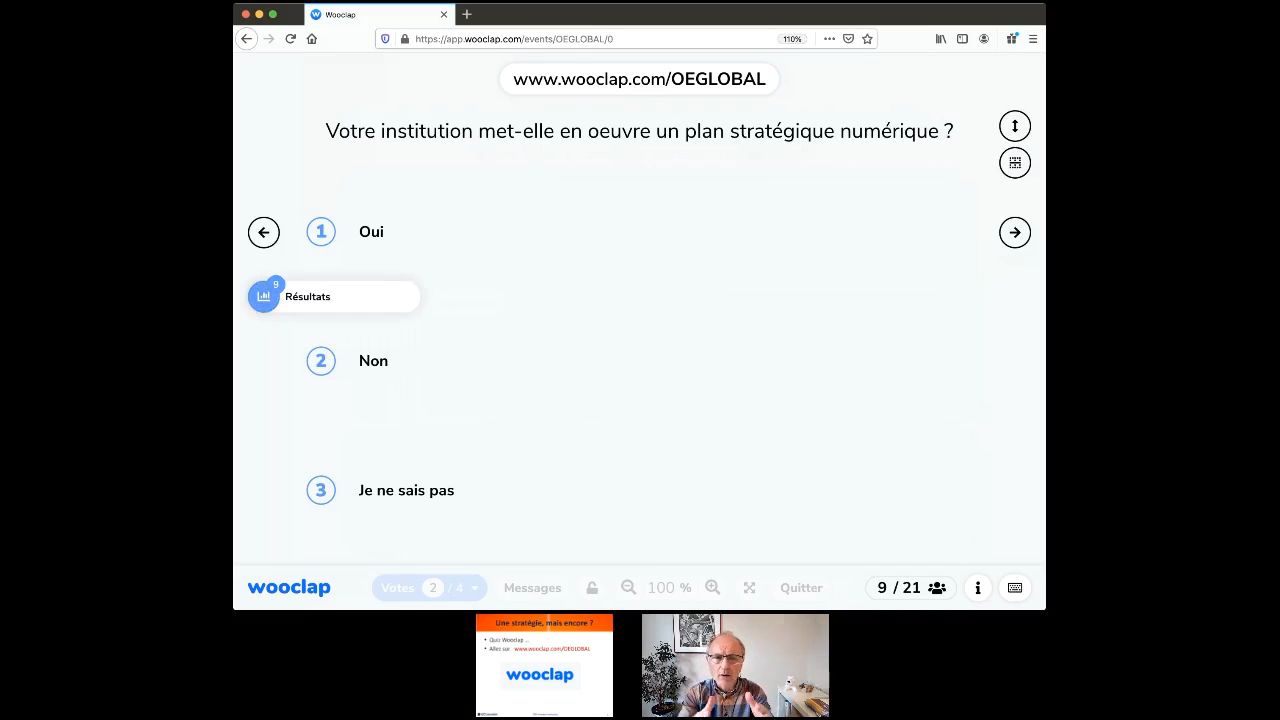 Wooclap
https://app.wooclap.com/events/OEGLOBAL/0
110%
www.wooclap.com/OEGLOBAL
Votre institution met-elle en oeuvre un plan stratégique numérique ?
1 Oui
9
Résultats
2 Non
3 Je ne sais pas
wooclap
Votes 2 / 4
Messages
100 %
Quitter
9 / 21
Une stratégie, mais encore ?
• Quiz Wooclap ...
• Allez sur www.wooclap.com/OEGLOBAL
wooclap